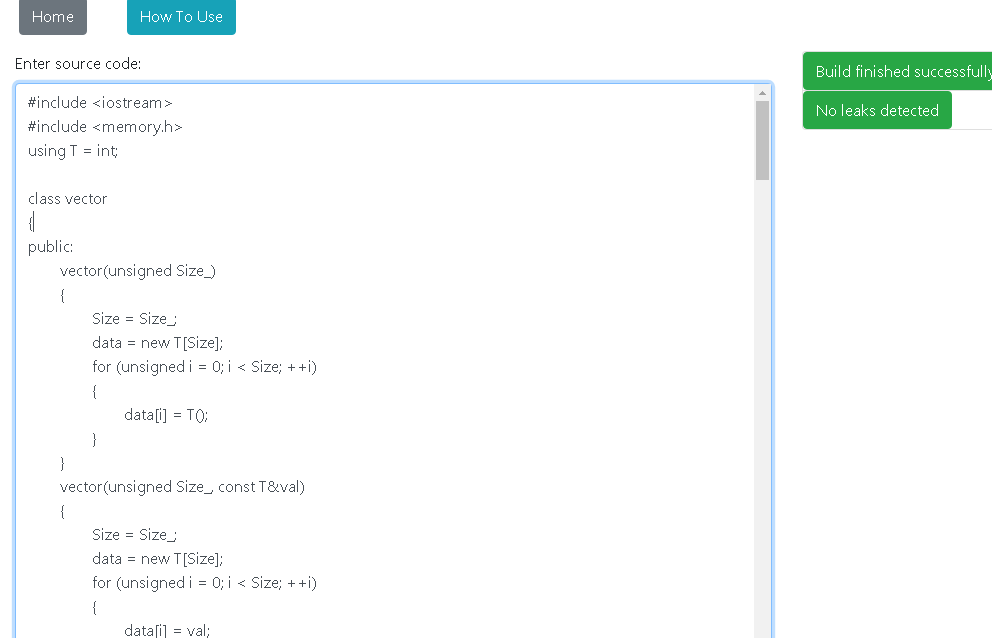 Home
How To Use
Enter source code:
#include <iostream>
#include <memory.h>
using T = int;
class vector
{
public:
vector(unsigned Size_)
{
Size = Size_;
data = new T[Size];
for (unsigned i = 0; i < Size; ++i)
{
data[i] = T();
}
}
vector(unsigned Size_, const T&val)
{
Size = Size_;
data = new T[Size];
for (unsigned i = 0; i < Size; ++i)
{
data[i] = val;
Build finished successfully
No leaks detected